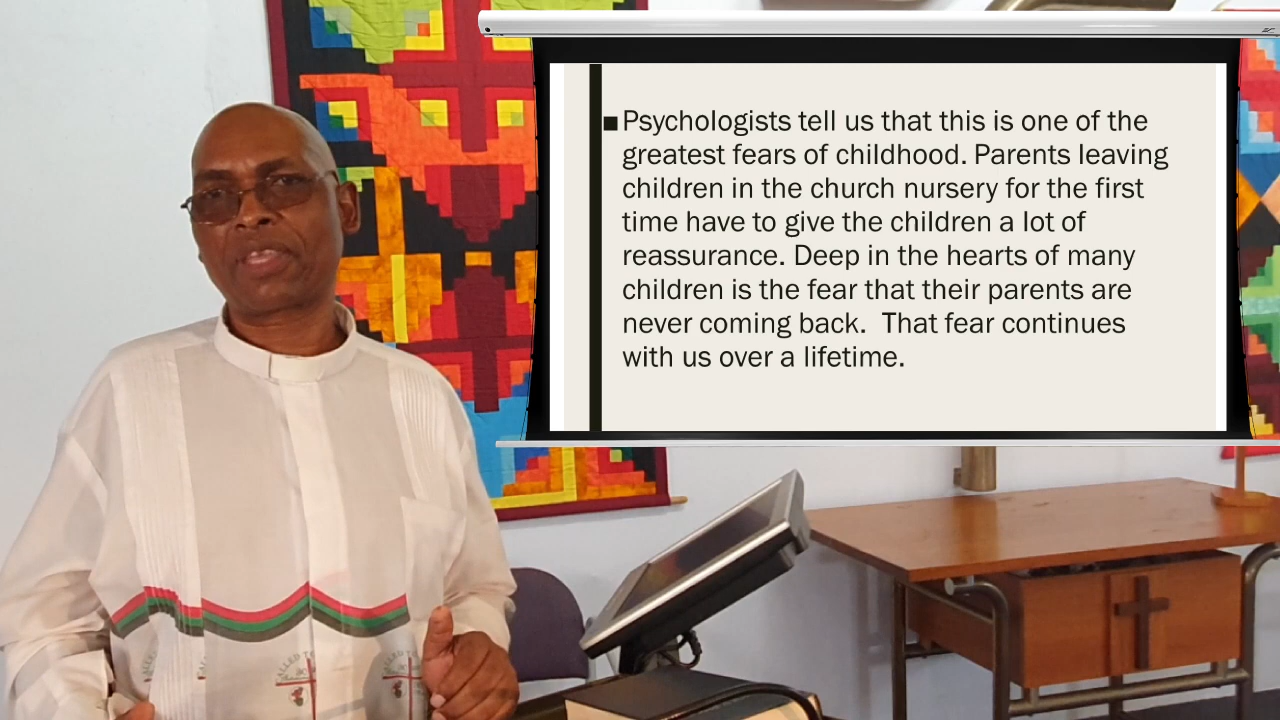 ■Psychologists tell us that this is one of the
greatest fears of childhood. Parents leaving
children in the church nursery for the first
time have to give the children a lot of
reassurance. Deep in the hearts of many
children is the fear that their parents are
never coming back.  That fear continues
with us over a lifetime.